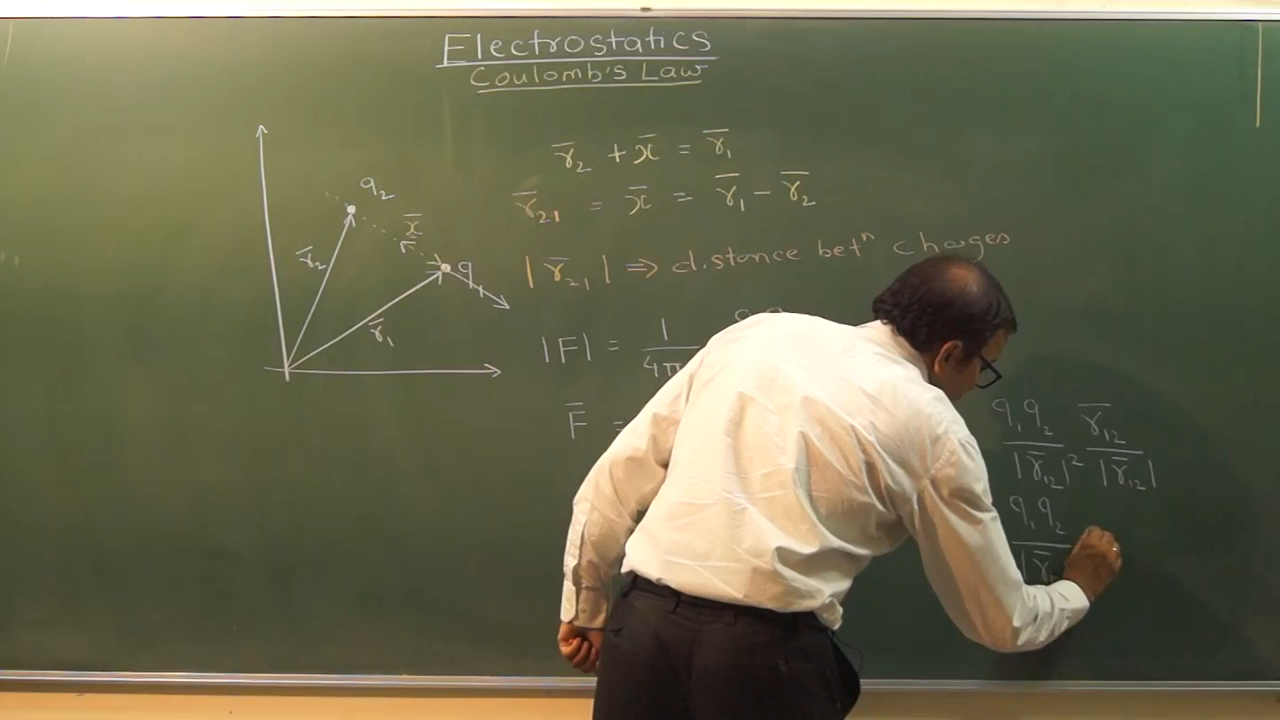 Electrostatics
Coulomb's Law
r̅₂ + x̅ = r̅₁
r̅₂₁ = x̅ = r̅₁ − r̅₂
|r̅₂₁| ⇒ distance betⁿ charges
|F| = 1/4π
F̅ =
q₁q₂/|r̅₁₂|² r̅₁₂/|r̅₁₂|
q₁q₂/|r̅
q₂
x̅
r̅₂
q₁
r̅₁